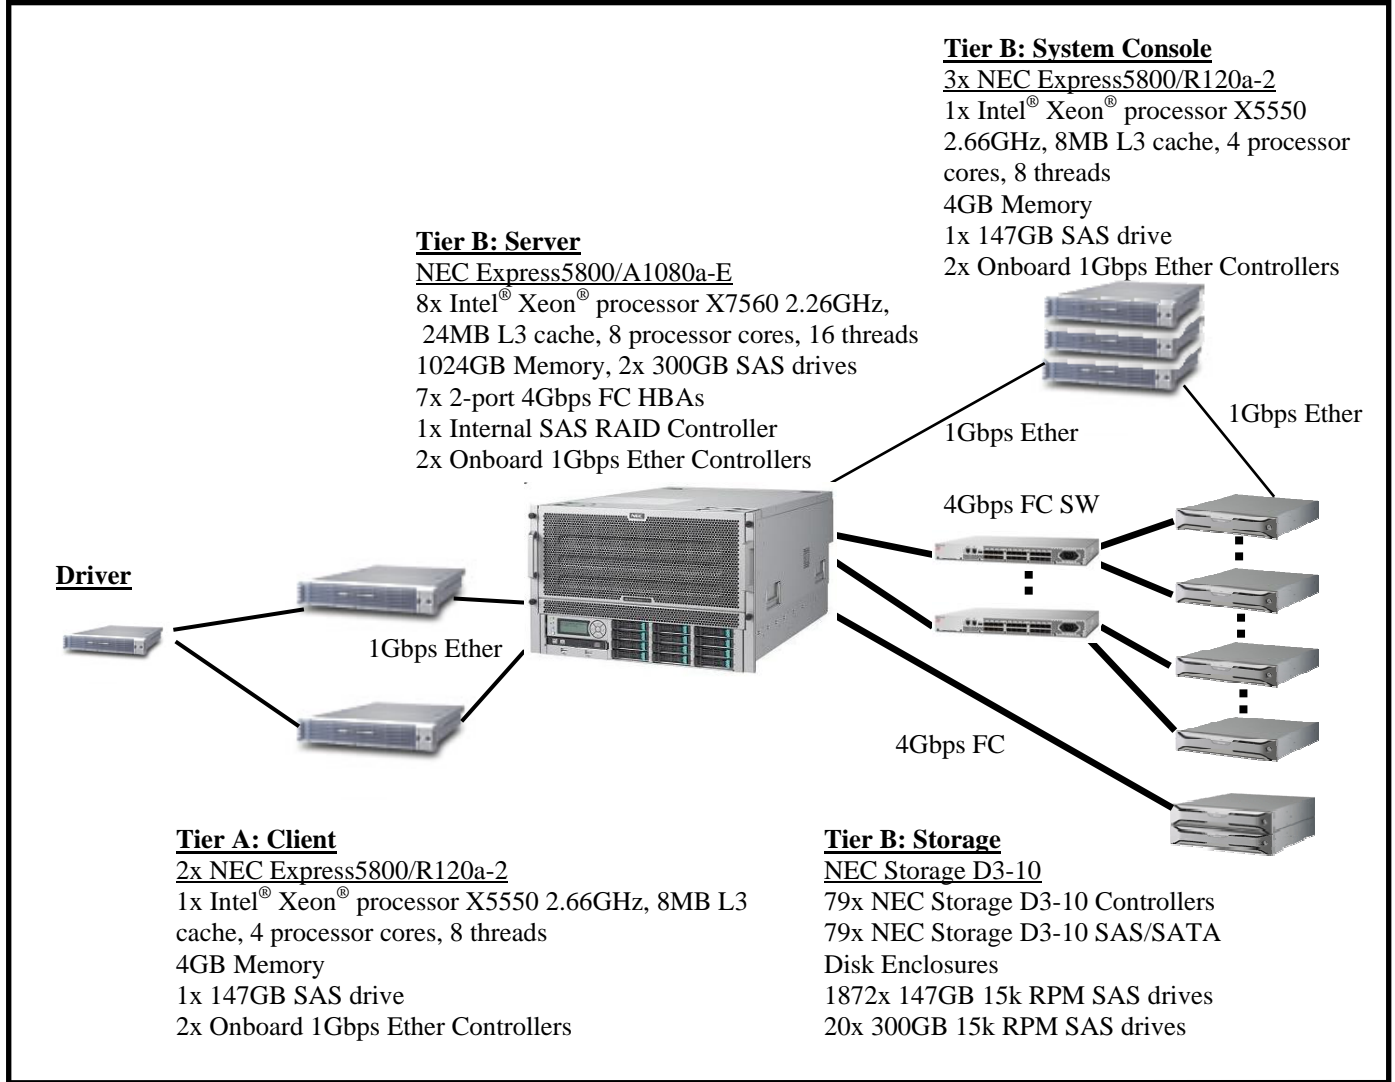 Tier B: System Console
3x NEC Express5800/R120a-2
1x Intel® Xeon® processor X5550
2.66GHz, 8MB L3 cache, 4 processor
cores, 8 threads
4GB Memory
1x 147GB SAS drive
2x Onboard 1Gbps Ether Controllers
Tier B: Server
NEC Express5800/A1080a-E
8x Intel® Xeon® processor X7560 2.26GHz,
24MB L3 cache, 8 processor cores, 16 threads
1024GB Memory, 2x 300GB SAS drives
7x 2-port 4Gbps FC HBAs
1x Internal SAS RAID Controller
2x Onboard 1Gbps Ether Controllers
1Gbps Ether
1Gbps Ether
4Gbps FC SW
NEC
Driver
1Gbps Ether
4Gbps FC
Tier A: Client
2x NEC Express5800/R120a-2
1x Intel® Xeon® processor X5550 2.66GHz, 8MB L3
cache, 4 processor cores, 8 threads
4GB Memory
1x 147GB SAS drive
2x Onboard 1Gbps Ether Controllers
Tier B: Storage
NEC Storage D3-10
79x NEC Storage D3-10 Controllers
79x NEC Storage D3-10 SAS/SATA
Disk Enclosures
1872x 147GB 15k RPM SAS drives
20x 300GB 15k RPM SAS drives